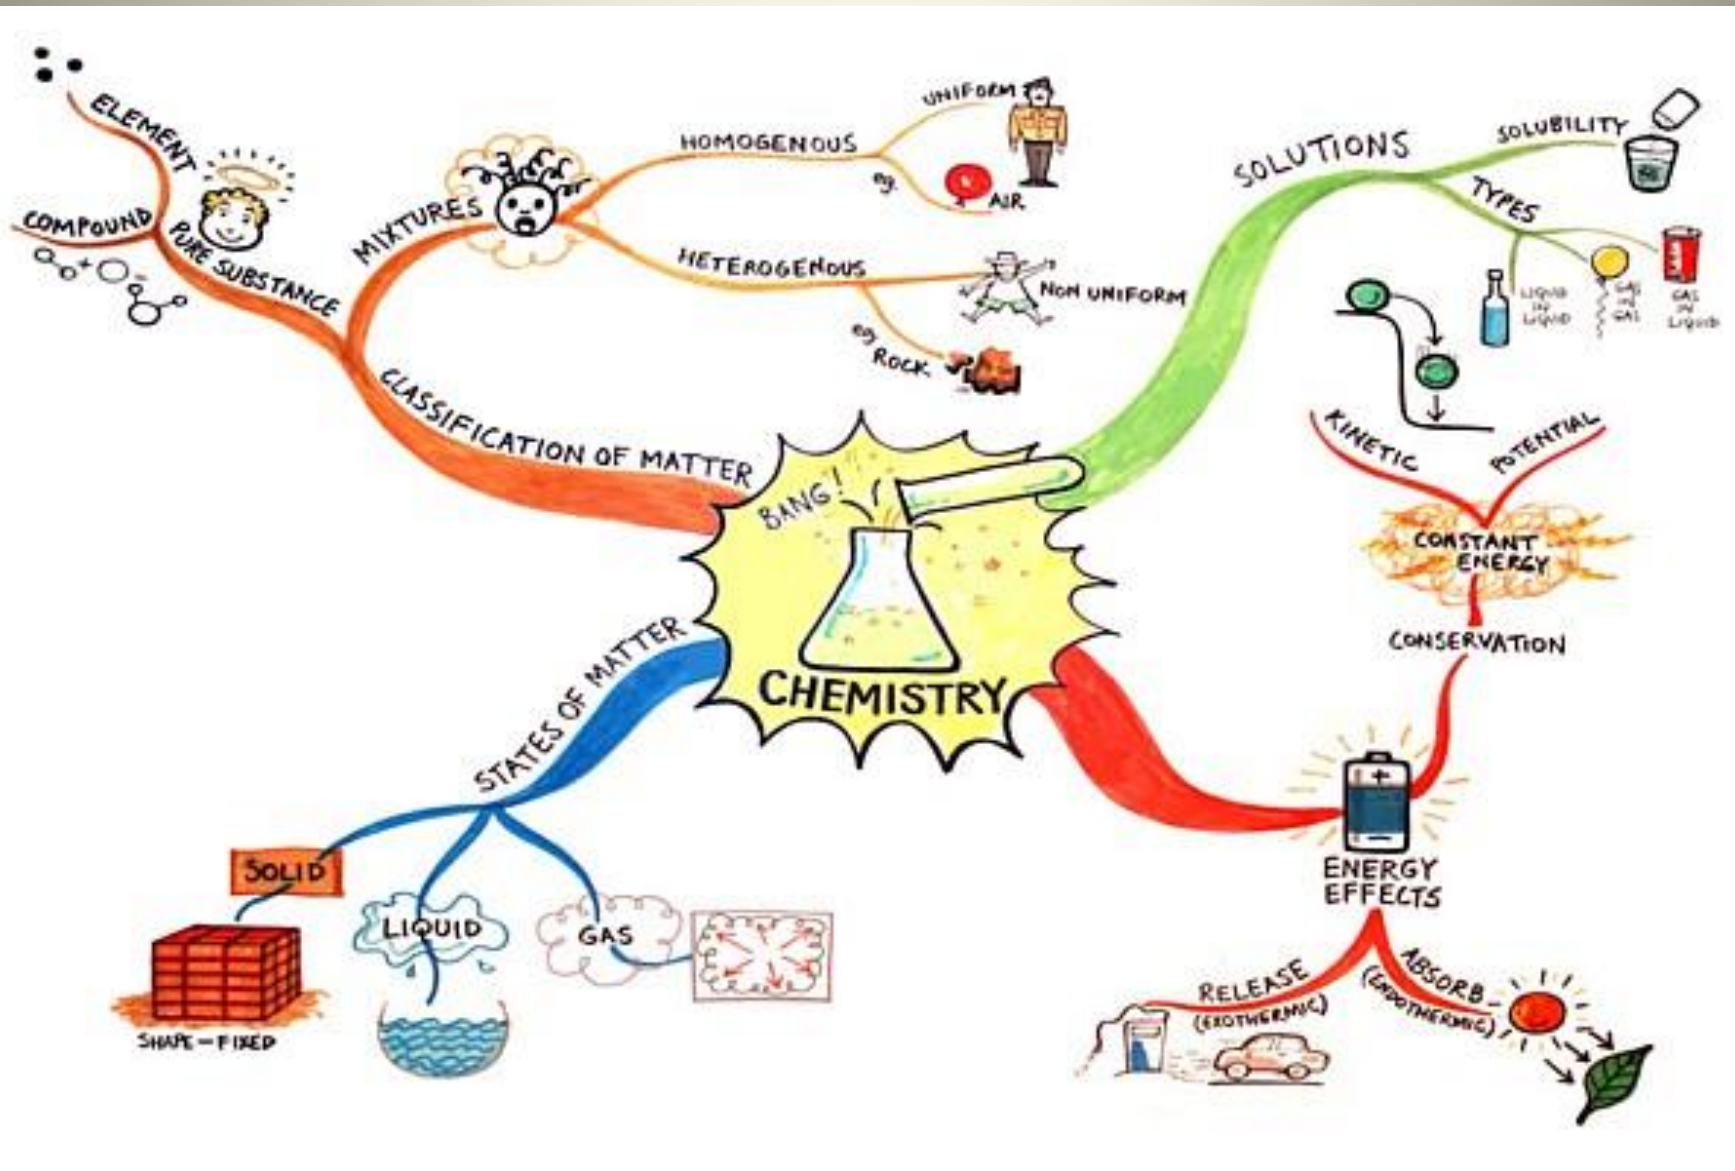 CHEMISTRY
BANG!
CLASSIFICATION OF MATTER
PURE SUBSTANCE
ELEMENT
COMPOUND
MIXTURES
HOMOGENOUS
UNIFORM
eg.
AIR
HETEROGENOUS
NON UNIFORM
eg
ROCK
SOLUTIONS
SOLUBILITY
TYPES
LIQUID
IN
LIQUID
GAS
IN
GAS
GAS
IN
LIQUID
KINETIC
POTENTIAL
CONSTANT
ENERGY
CONSERVATION
ENERGY
EFFECTS
RELEASE
(EXOTHERMIC)
ABSORB
(ENDOTHERMIC)
STATES OF MATTER
SOLID
SHAPE-FIXED
LIQUID
GAS